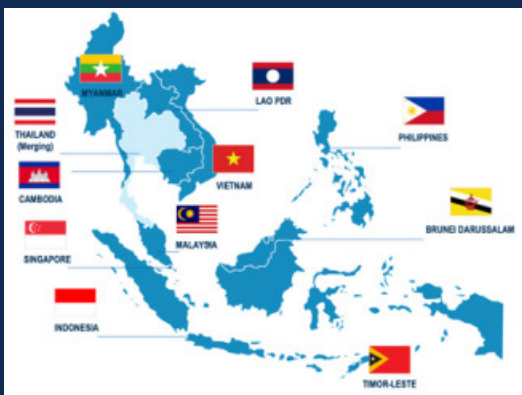 MYANMAR
LAO PDR
THAILAND
(Merging)
PHILIPPINES
CAMBODIA
VIETNAM
SINGAPORE
MALAYSIA
BRUNEI DARUSSALAM
INDONESIA
TIMOR-LESTE